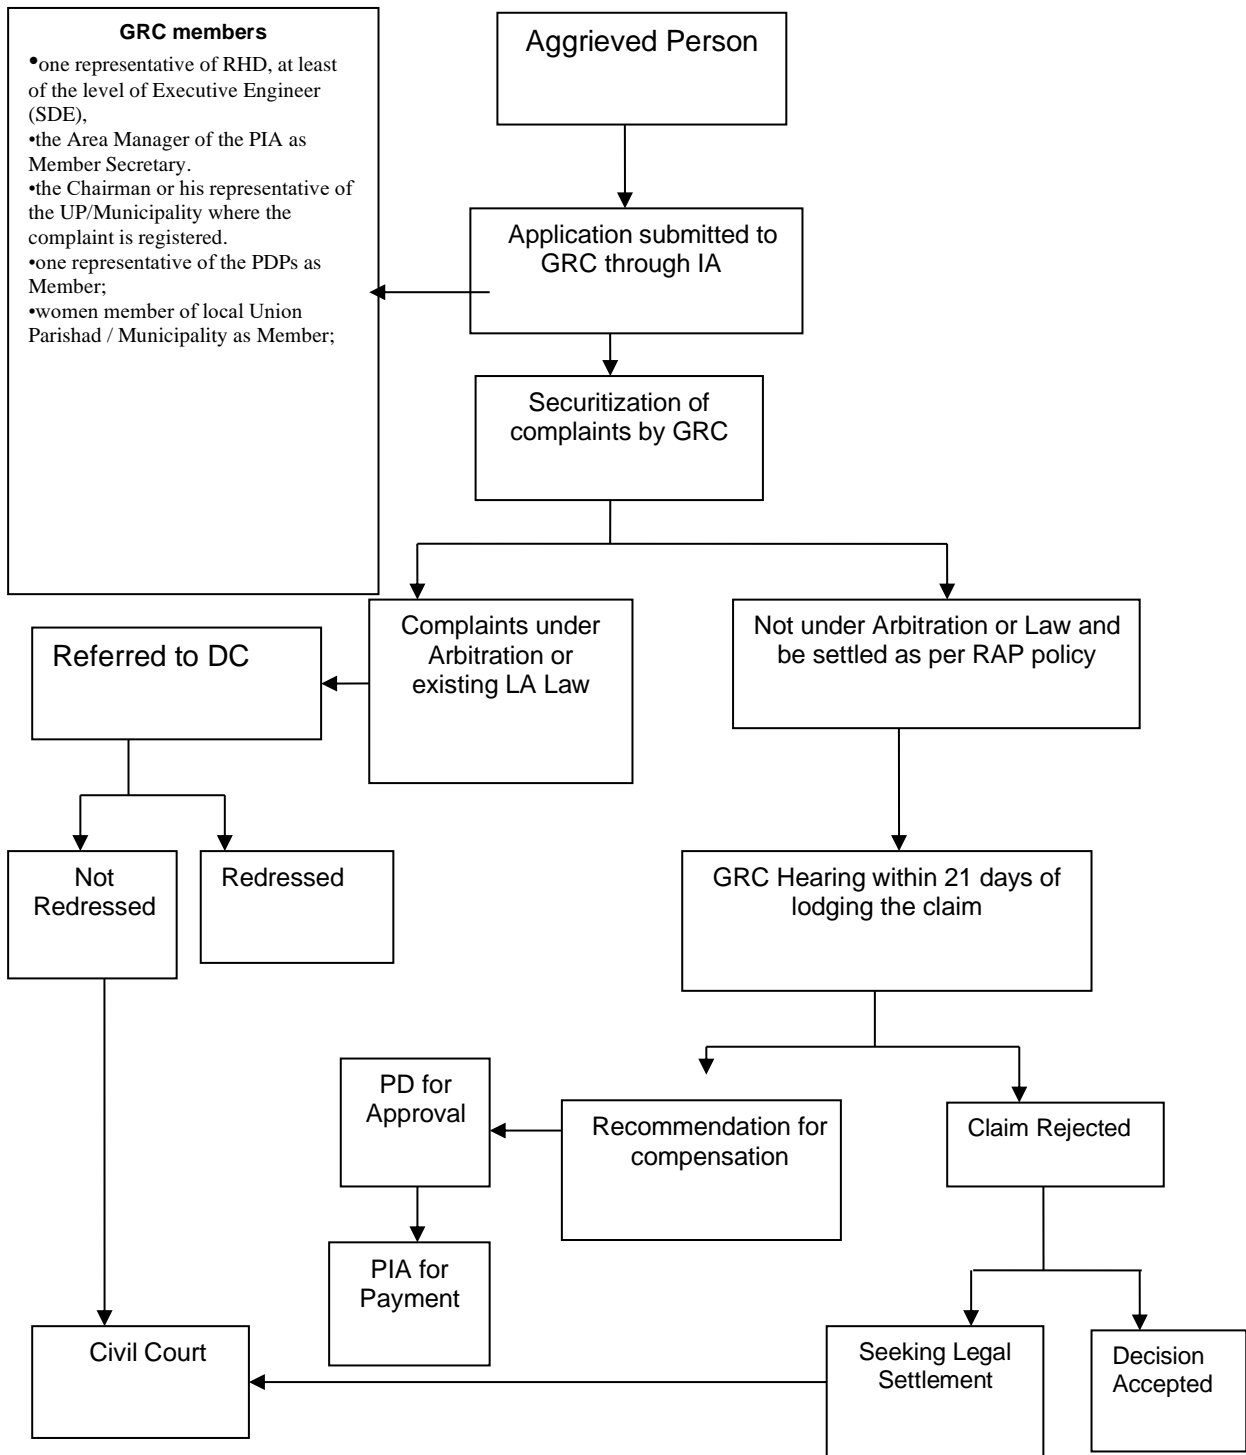 GRC members
•one representative of RHD, at least
of the level of Executive Engineer
(SDE),
•the Area Manager of the PIA as
Member Secretary.
•the Chairman or his representative of
the UP/Municipality where the
complaint is registered.
•one representative of the PDPs as
Member;
•women member of local Union
Parishad / Municipality as Member;
Aggrieved Person
Application submitted to
GRC through IA
Securitization of
complaints by GRC
Referred to DC
Complaints under
Arbitration or
existing LA Law
Not under Arbitration or Law and
be settled as per RAP policy
Not
Redressed
Redressed
GRC Hearing within 21 days of
lodging the claim
PD for
Approval
Recommendation for
compensation
Claim Rejected
PIA for
Payment
Civil Court
Seeking Legal
Settlement
Decision
Accepted